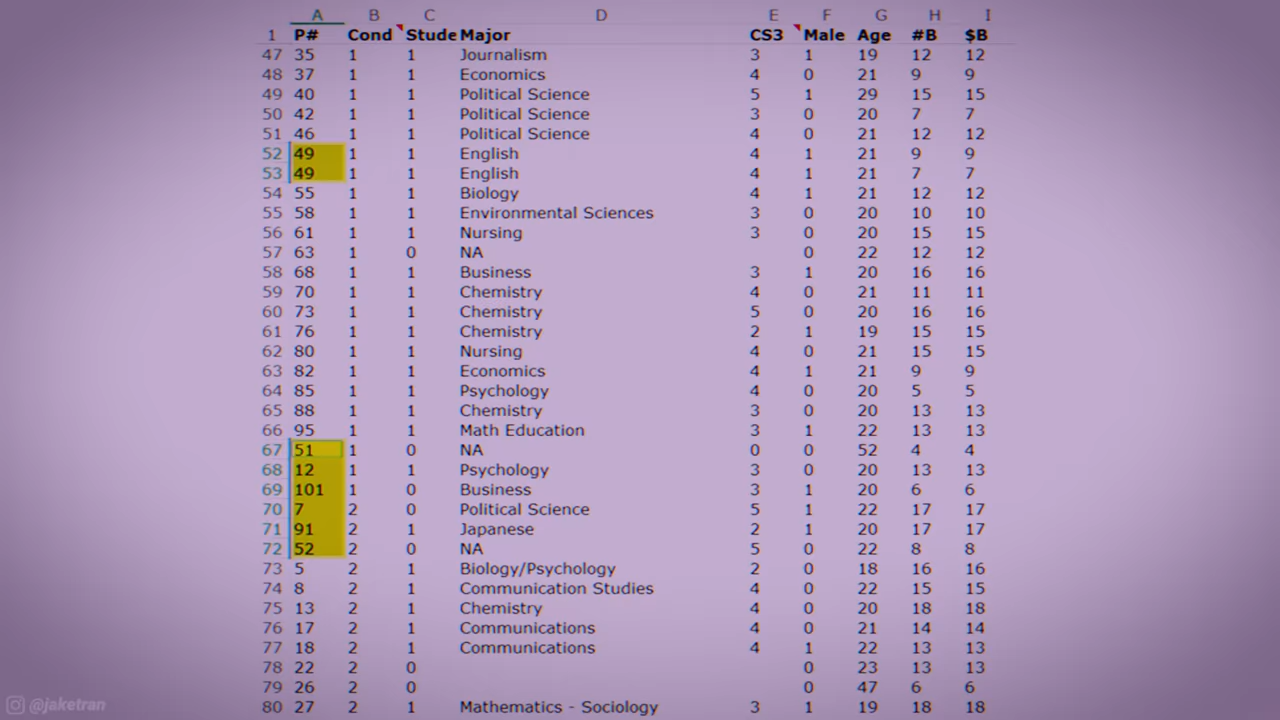 A B C D E F G H I
1 P# Cond Stude Major CS3 Male Age #B $B
47 35 1 1 Journalism 3 1 19 12 12
48 37 1 1 Economics 4 0 21 9 9
49 40 1 1 Political Science 5 1 29 15 15
50 42 1 1 Political Science 3 0 20 7 7
51 46 1 1 Political Science 4 0 21 12 12
52 49 1 1 English 4 1 21 9 9
53 49 1 1 English 4 1 21 7 7
54 55 1 1 Biology 4 1 21 12 12
55 58 1 1 Environmental Sciences 3 0 20 10 10
56 61 1 1 Nursing 3 0 20 15 15
57 63 1 0 NA 0 22 12 12
58 68 1 1 Business 3 1 20 16 16
59 70 1 1 Chemistry 4 0 21 11 11
60 73 1 1 Chemistry 5 0 20 16 16
61 76 1 1 Chemistry 2 1 19 15 15
62 80 1 1 Nursing 4 0 21 15 15
63 82 1 1 Economics 4 1 21 9 9
64 85 1 1 Psychology 4 0 20 5 5
65 88 1 1 Chemistry 3 0 20 13 13
66 95 1 1 Math Education 3 1 22 13 13
67 51 1 0 NA 0 0 52 4 4
68 12 1 1 Psychology 3 0 20 13 13
69 101 1 0 Business 3 1 20 6 6
70 7 2 0 Political Science 5 1 22 17 17
71 91 2 1 Japanese 2 1 20 17 17
72 52 2 0 NA 5 0 22 8 8
73 5 2 1 Biology/Psychology 2 0 18 16 16
74 8 2 1 Communication Studies 4 0 22 15 15
75 13 2 1 Chemistry 4 0 20 18 18
76 17 2 1 Communications 4 0 21 14 14
77 18 2 1 Communications 4 1 22 13 13
78 22 2 0 0 23 13 13
79 26 2 0 0 47 6 6
80 27 2 1 Mathematics - Sociology 3 1 19 18 18
@jaketran